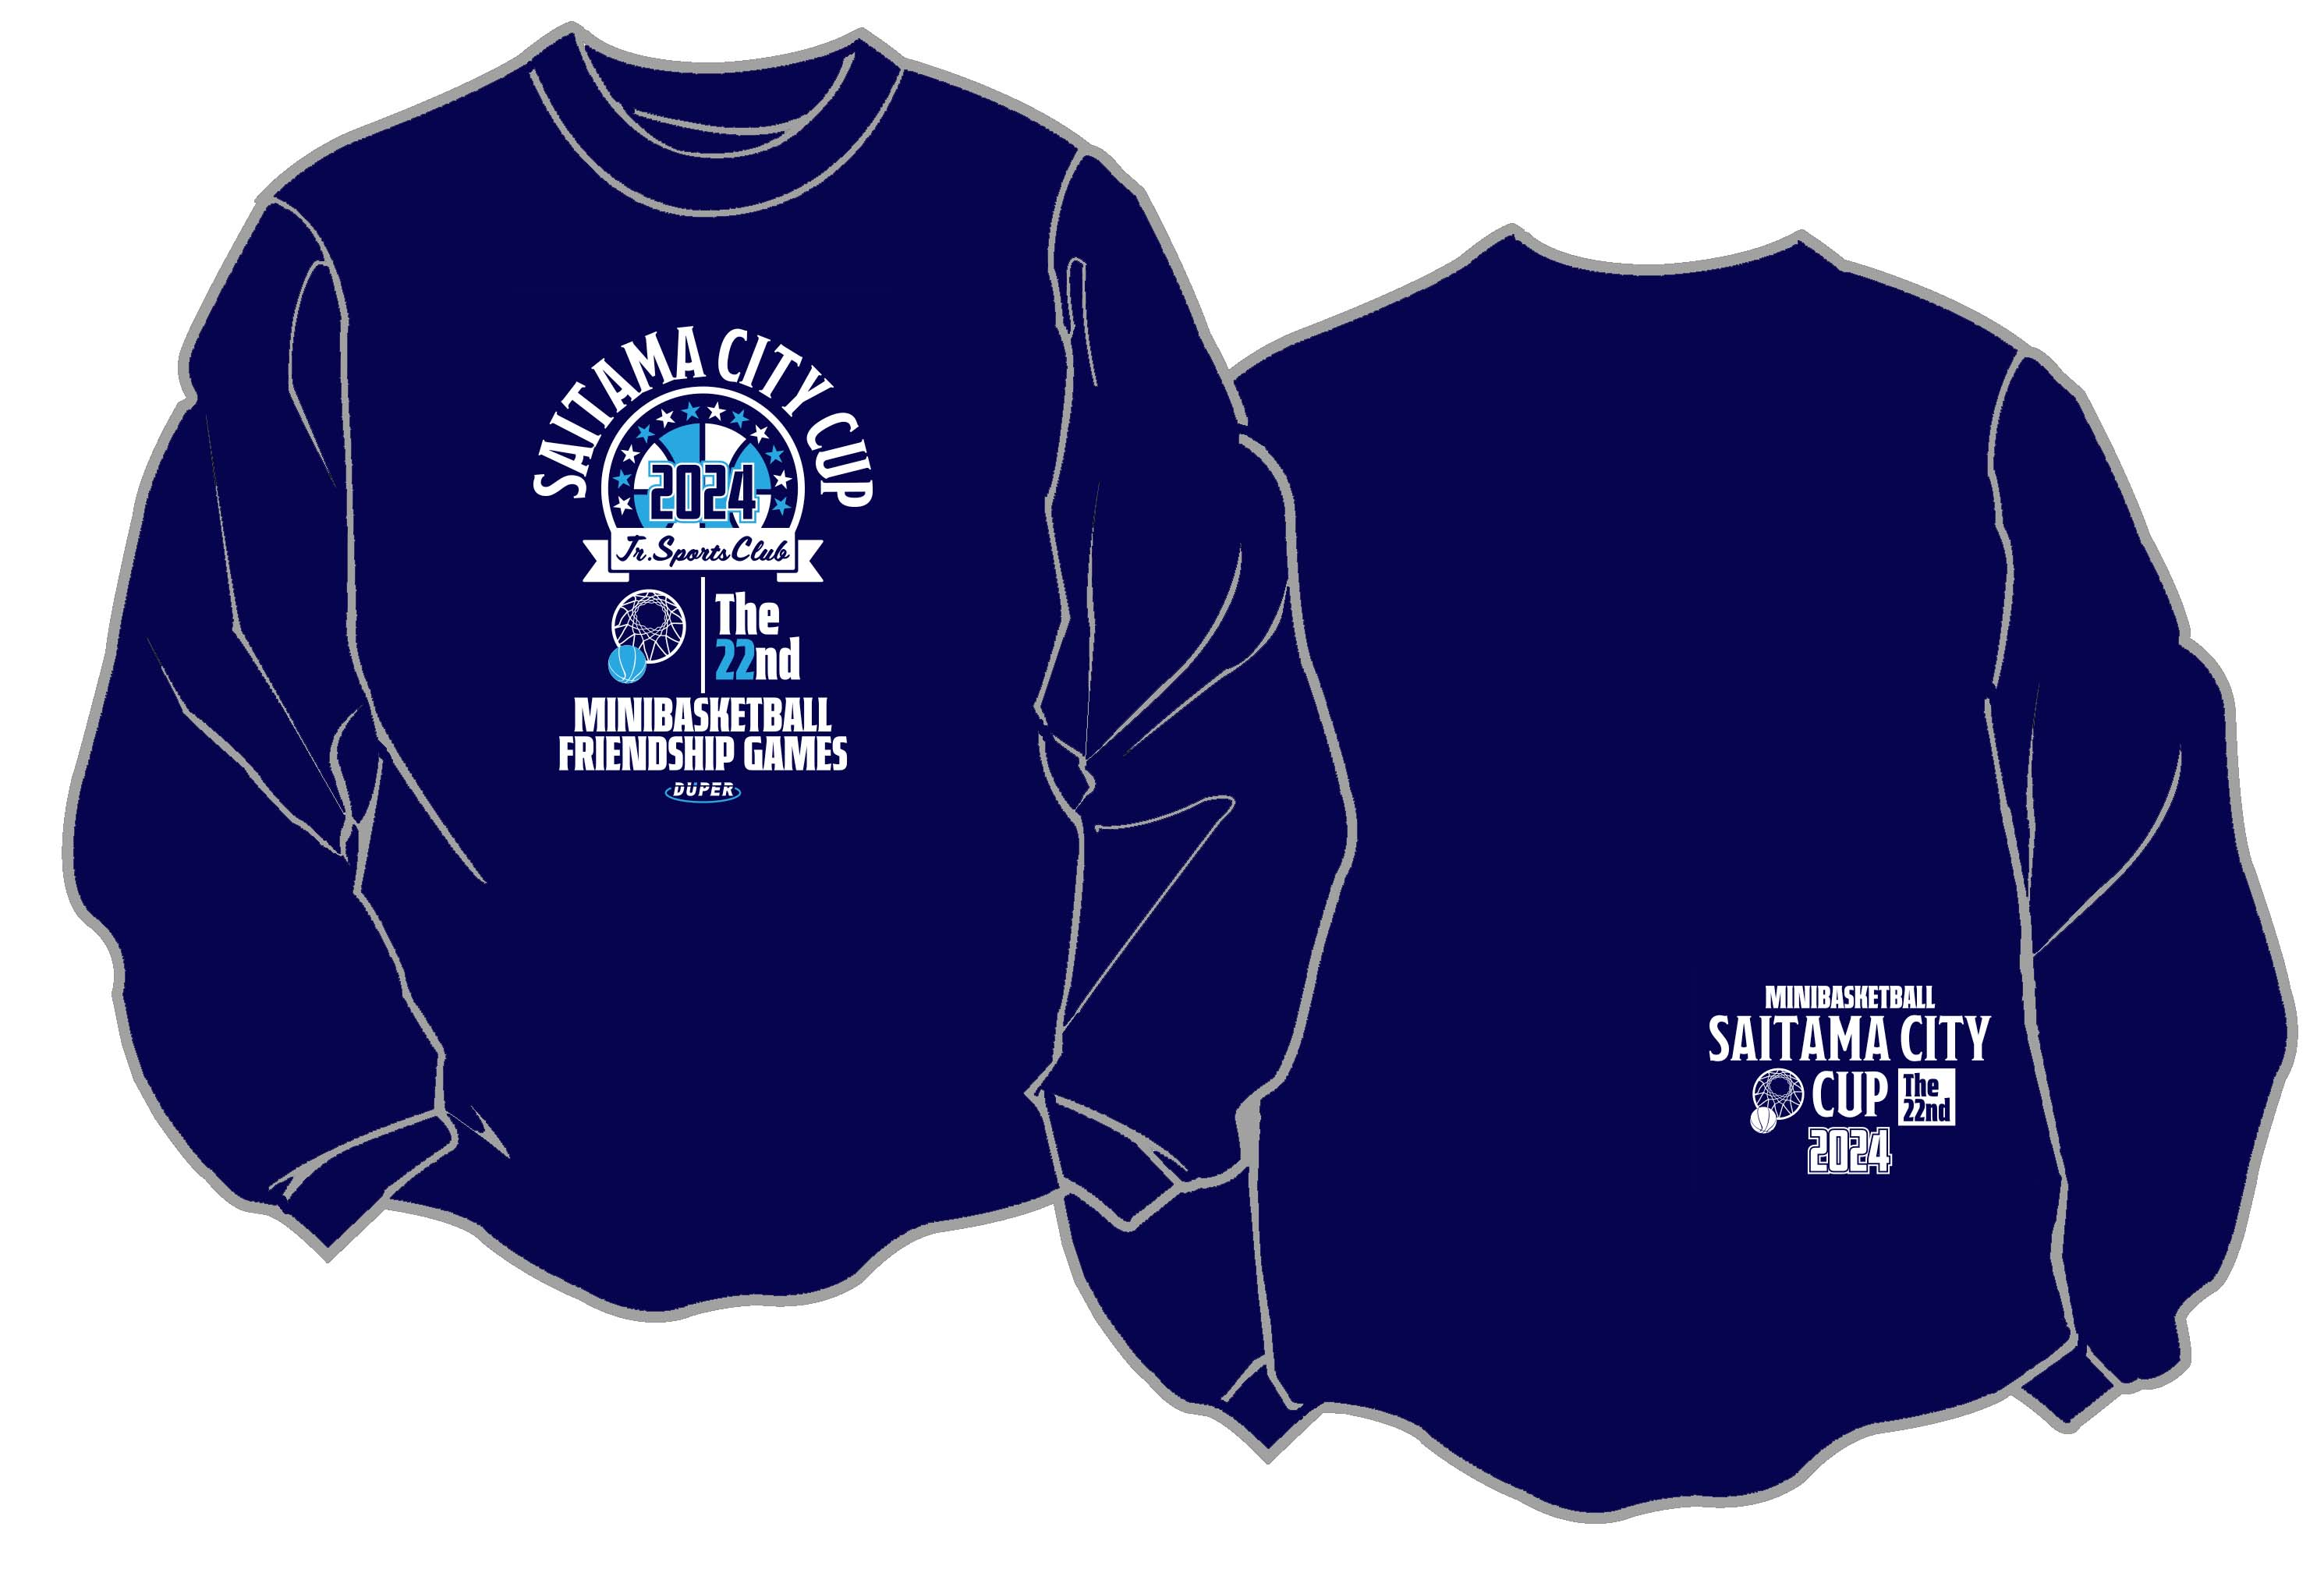 SAITAMA CITY CUP
2024
Jr. Sports Club
The
22nd
MINIBASKETBALL
FRIENDSHIP GAMES
DUPER
MINIBASKETBALL
SAITAMA CITY
CUP
The
22nd
2024